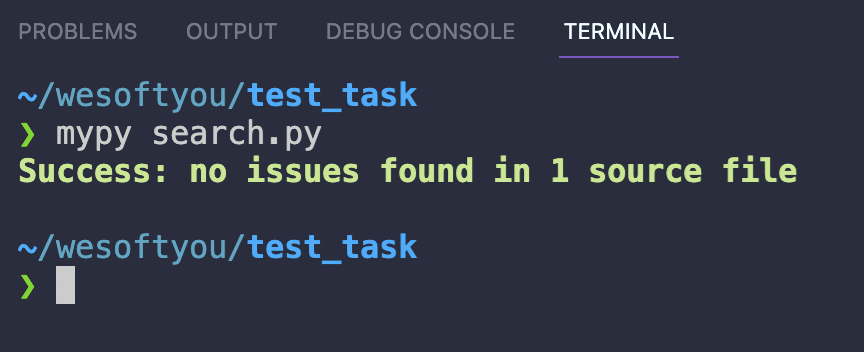 PROBLEMS OUTPUT DEBUG CONSOLE TERMINAL
~/wesoftyou/test_task
❯ mypy search.py
Success: no issues found in 1 source file
~/wesoftyou/test_task
❯